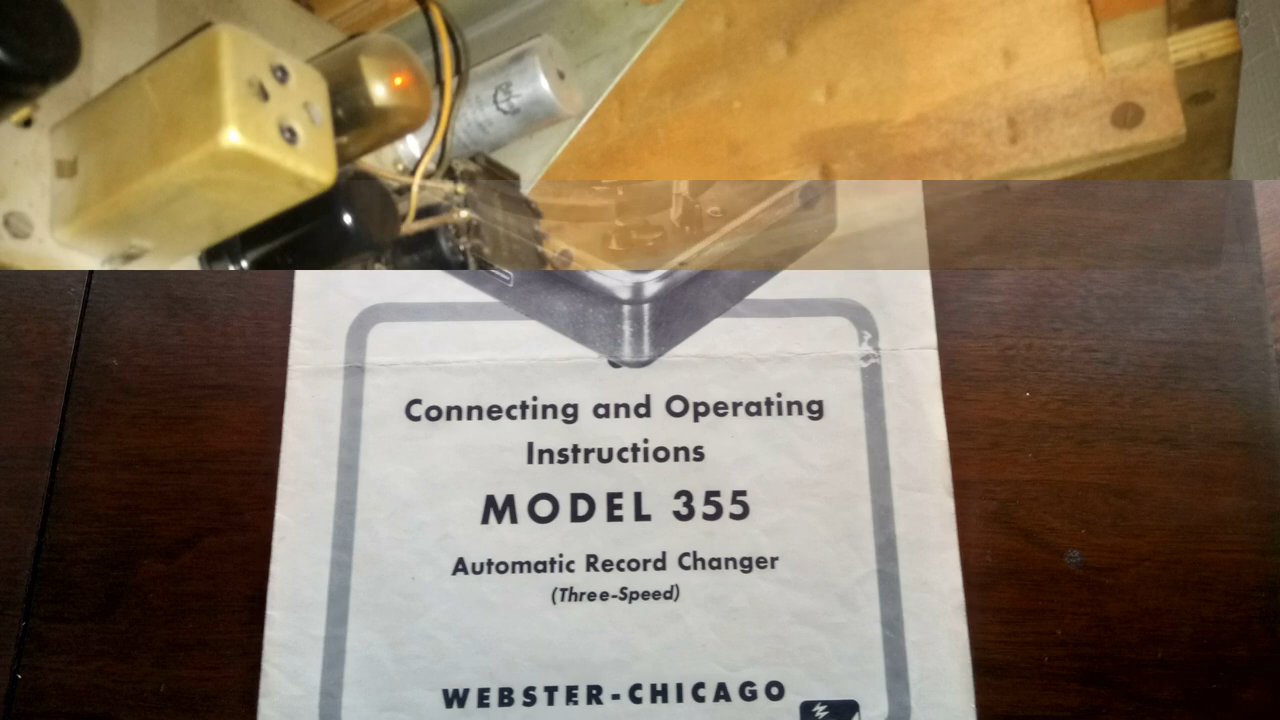 Connecting and Operating
Instructions
MODEL 355
Automatic Record Changer
(Three-Speed)
WEBSTER-CHICAGO